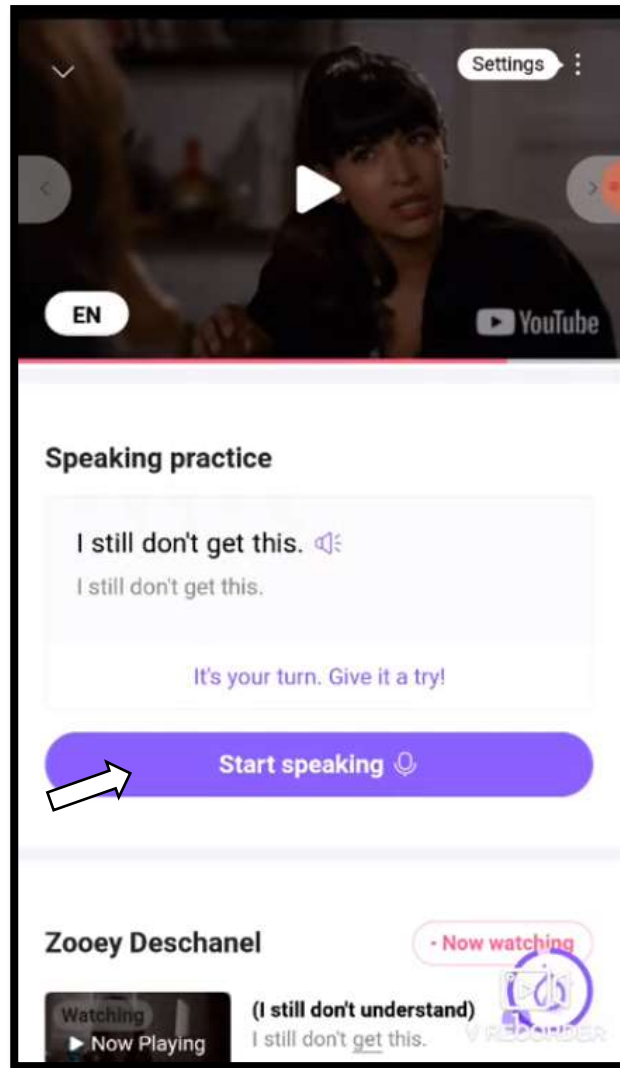 Settings
EN
YouTube
Speaking practice
I still don't get this.
I still don't get this.
It's your turn. Give it a try!
Start speaking
Zooey Deschanel
- Now watching
Watching
Now Playing
(I still don't understand)
I still don't get this.
RECORDER